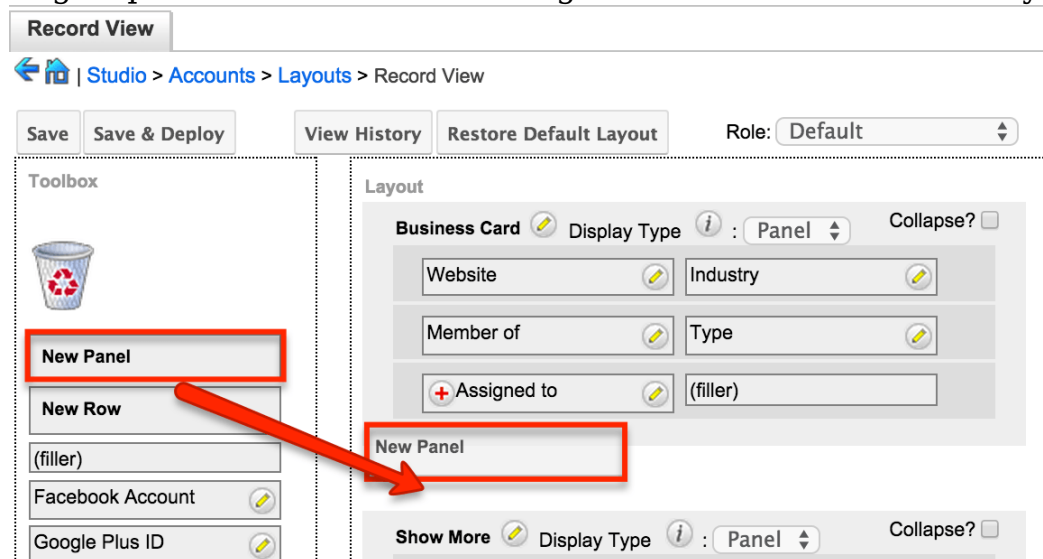 Record View
| Studio > Accounts > Layouts > Record View
Save Save & Deploy View History Restore Default Layout Role: Default
Toolbox
Layout
Business Card Display Type i : Panel Collapse?
Website Industry
Member of Type
Assigned to (filler)
New Panel
New Row
(filler)
Facebook Account
Google Plus ID
New Panel
Show More Display Type i : Panel Collapse?